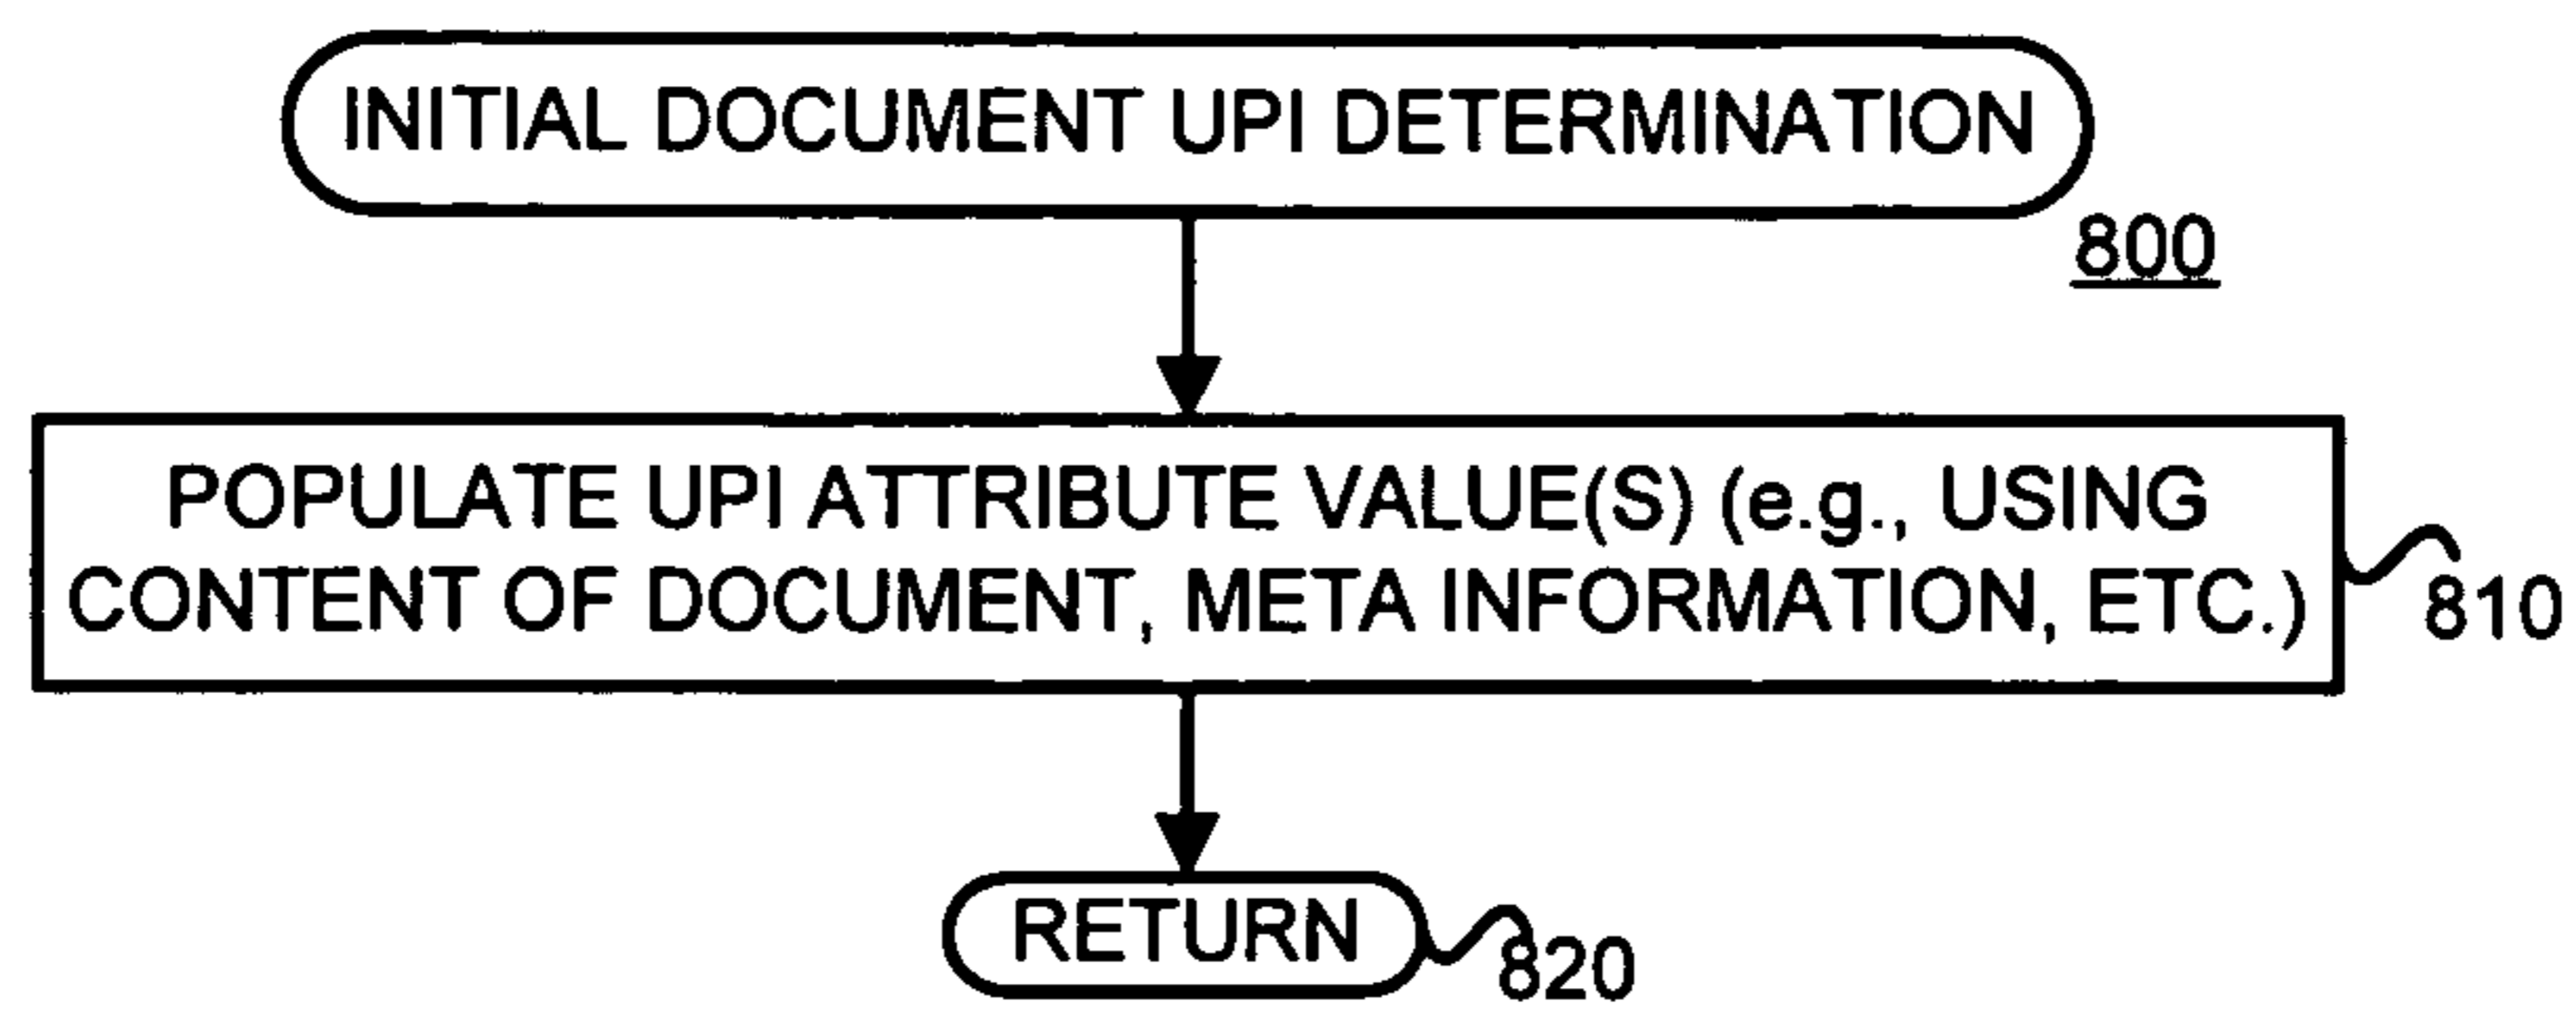 INITIAL DOCUMENT UPI DETERMINATION
800
POPULATE UPI ATTRIBUTE VALUE(S) (e.g., USING
CONTENT OF DOCUMENT, META INFORMATION, ETC.)
810
RETURN
820